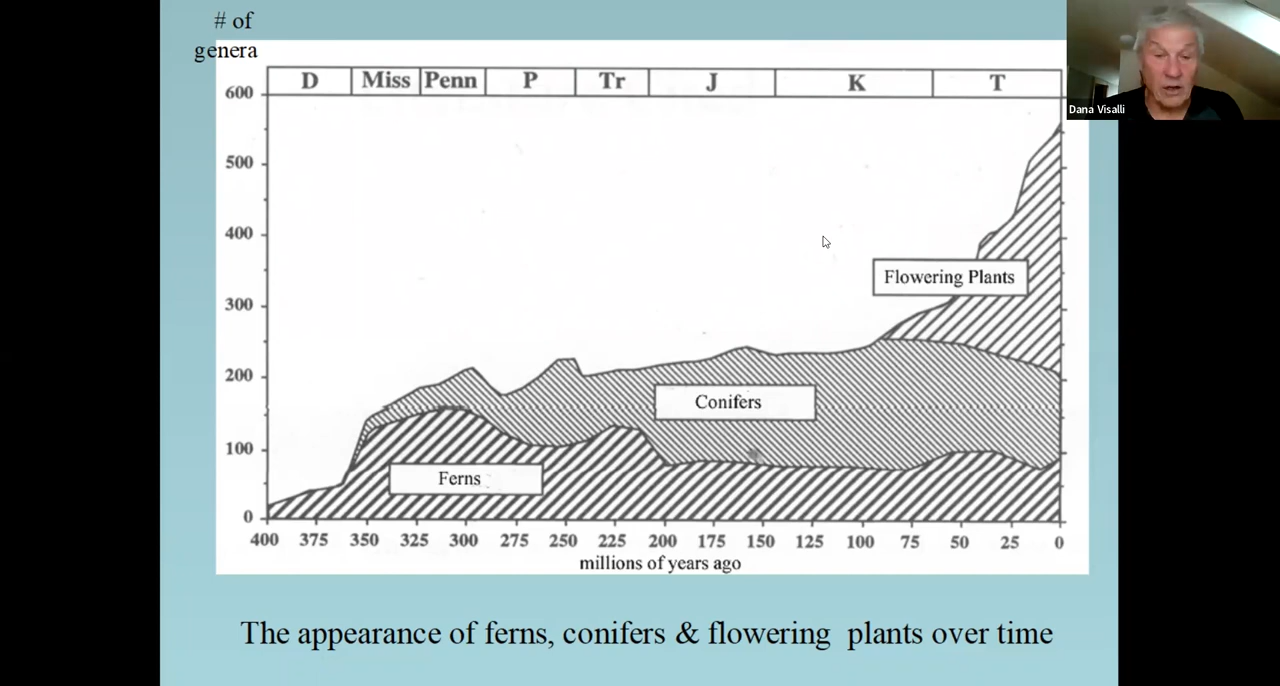 # of
genera
D Miss Penn P Tr J K T
600
500
400
300
200
100
0
Flowering Plants
Conifers
Ferns
400 375 350 325 300 275 250 225 200 175 150 125 100 75 50 25 0
millions of years ago
The appearance of ferns, conifers & flowering plants over time
Dana Visalli